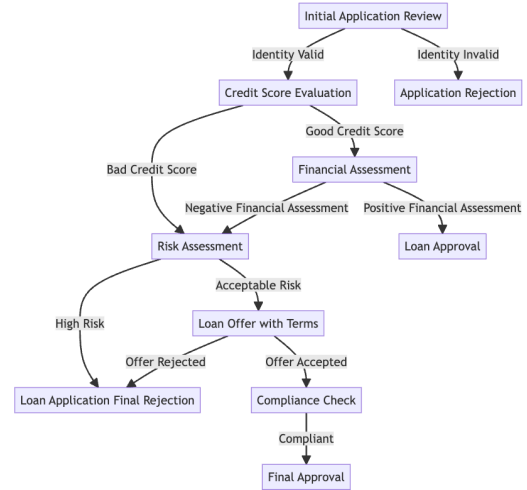 Initial Application Review
Identity Valid
Identity Invalid
Credit Score Evaluation
Application Rejection
Good Credit Score
Bad Credit Score
Financial Assessment
Negative Financial Assessment
Positive Financial Assessment
Risk Assessment
Loan Approval
Acceptable Risk
High Risk
Loan Offer with Terms
Offer Rejected
Offer Accepted
Loan Application Final Rejection
Compliance Check
Compliant
Final Approval